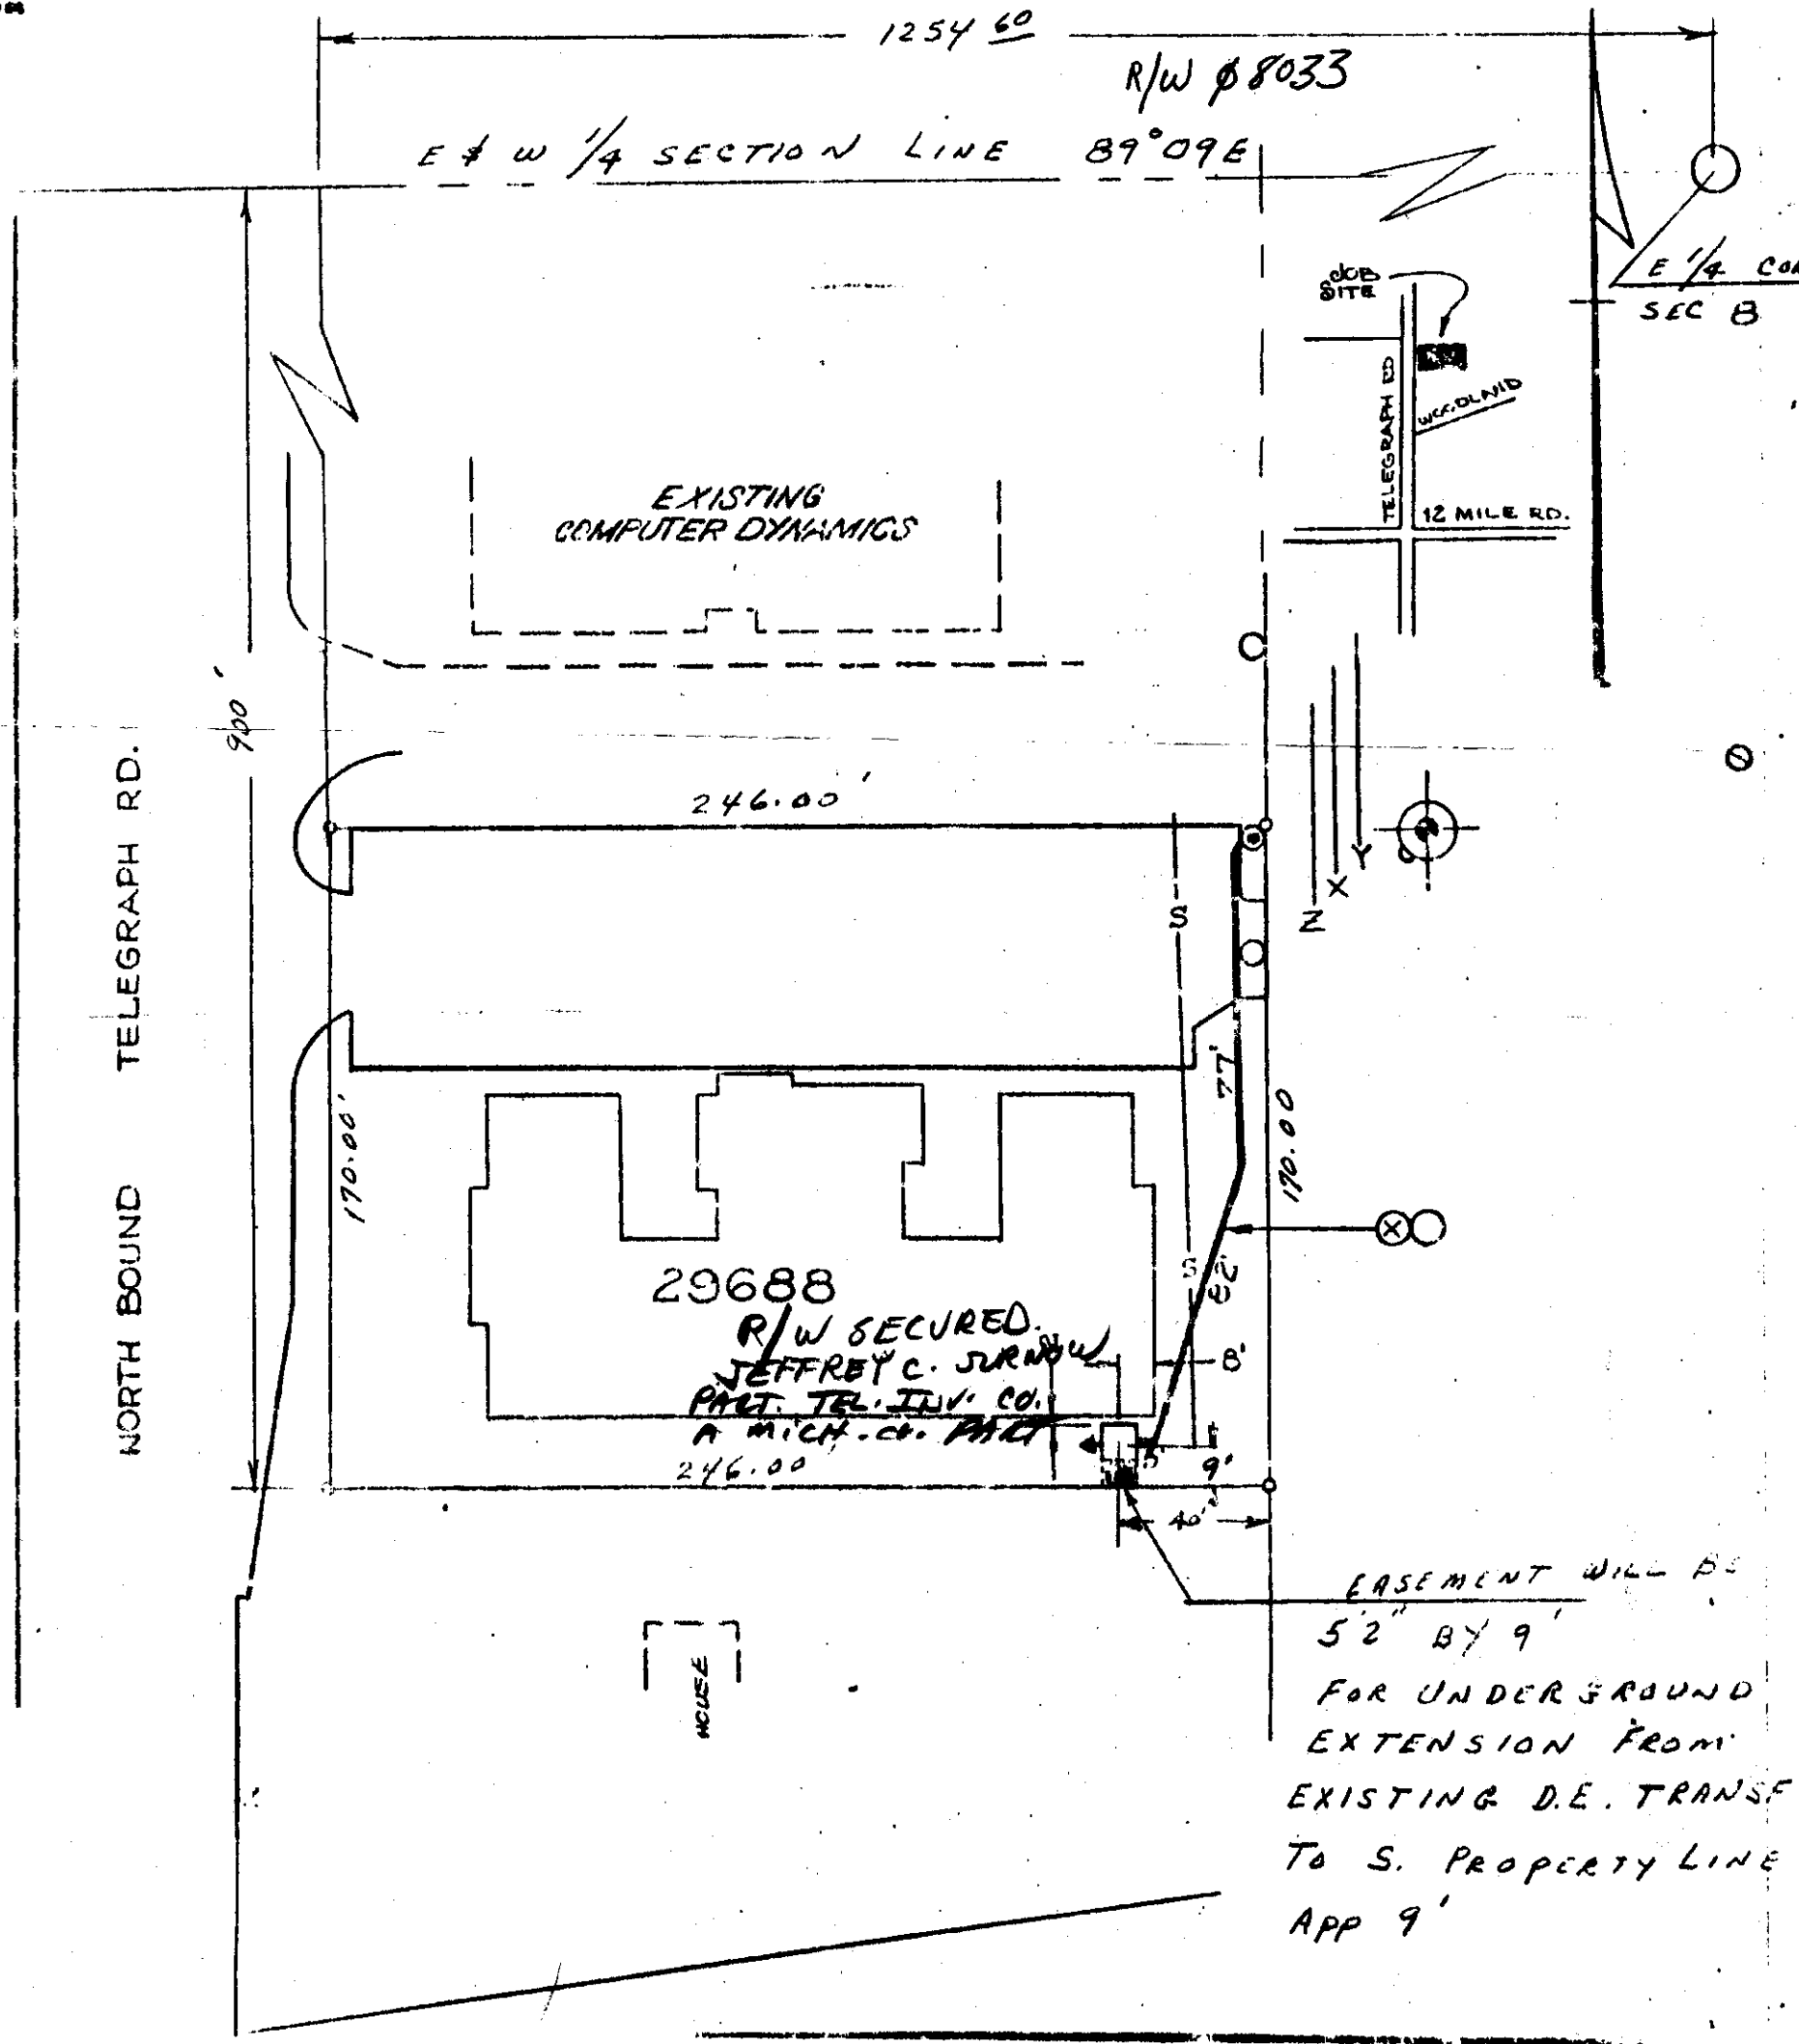 1254 60
R/W φ 8033
E & W 1/4 SECTION LINE 89°09E
E 1/4 COR
SEC 8
JOB
SITE
TELEGRAPH RD
12 MILE RD.
EXISTING
COMPUTER DYNAMICS
900'
246.00'
NORTH BOUND TELEGRAPH RD.
Y
X
Z
S
77'
170.00'
170.00
29688
S
82'
R/W SECURED.
JEFFREY C. SURNOW
PART. TEL. INV. CO.
A MICH. CO. PART
8'
246.00
9'
40'
EASEMENT WILL BE
5'2" BY 9'
FOR UNDERGROUND
EXTENSION FROM
EXISTING D.E. TRANSF
TO S. PROPERTY LINE
APP 9'
HOUSE